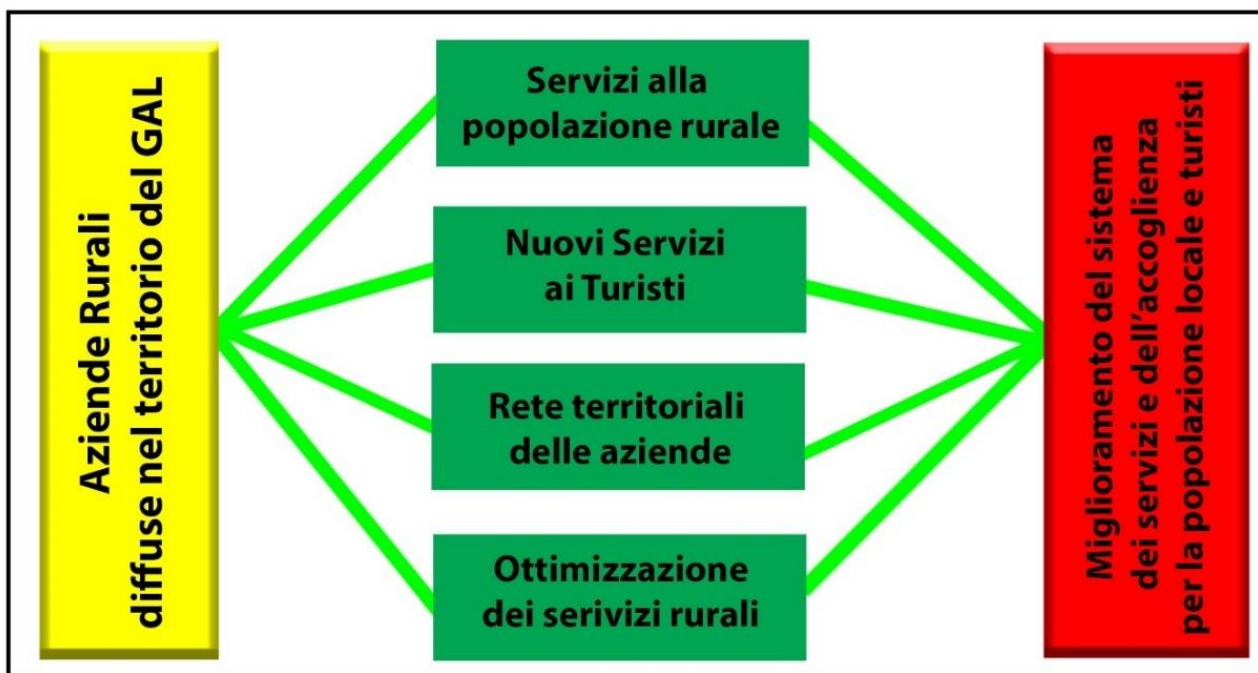 Aziende Rurali
diffuse nel territorio del GAL
Servizi alla
popolazione rurale
Nuovi Servizi
ai Turisti
Rete territoriali
delle aziende
Ottimizzazione
dei serivizi rurali
Miglioramento del sistema
dei servizi e dell'accoglienza
per la popolazione locale e turisti